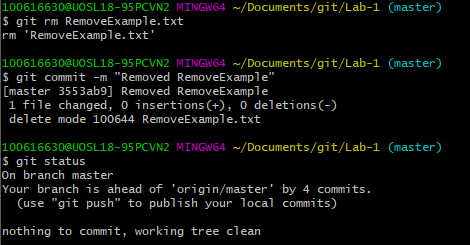 100616630@UOSL18-95PCVN2 MINGW64 ~/Documents/git/Lab-1 (master)
$ git rm RemoveExample.txt
rm 'RemoveExample.txt'
100616630@UOSL18-95PCVN2 MINGW64 ~/Documents/git/Lab-1 (master)
$ git commit -m "Removed RemoveExample"
[master 3553ab9] Removed RemoveExample
1 file changed, 0 insertions(+), 0 deletions(-)
delete mode 100644 RemoveExample.txt
100616630@UOSL18-95PCVN2 MINGW64 ~/Documents/git/Lab-1 (master)
$ git status
On branch master
Your branch is ahead of 'origin/master' by 4 commits.
(use "git push" to publish your local commits)
nothing to commit, working tree clean